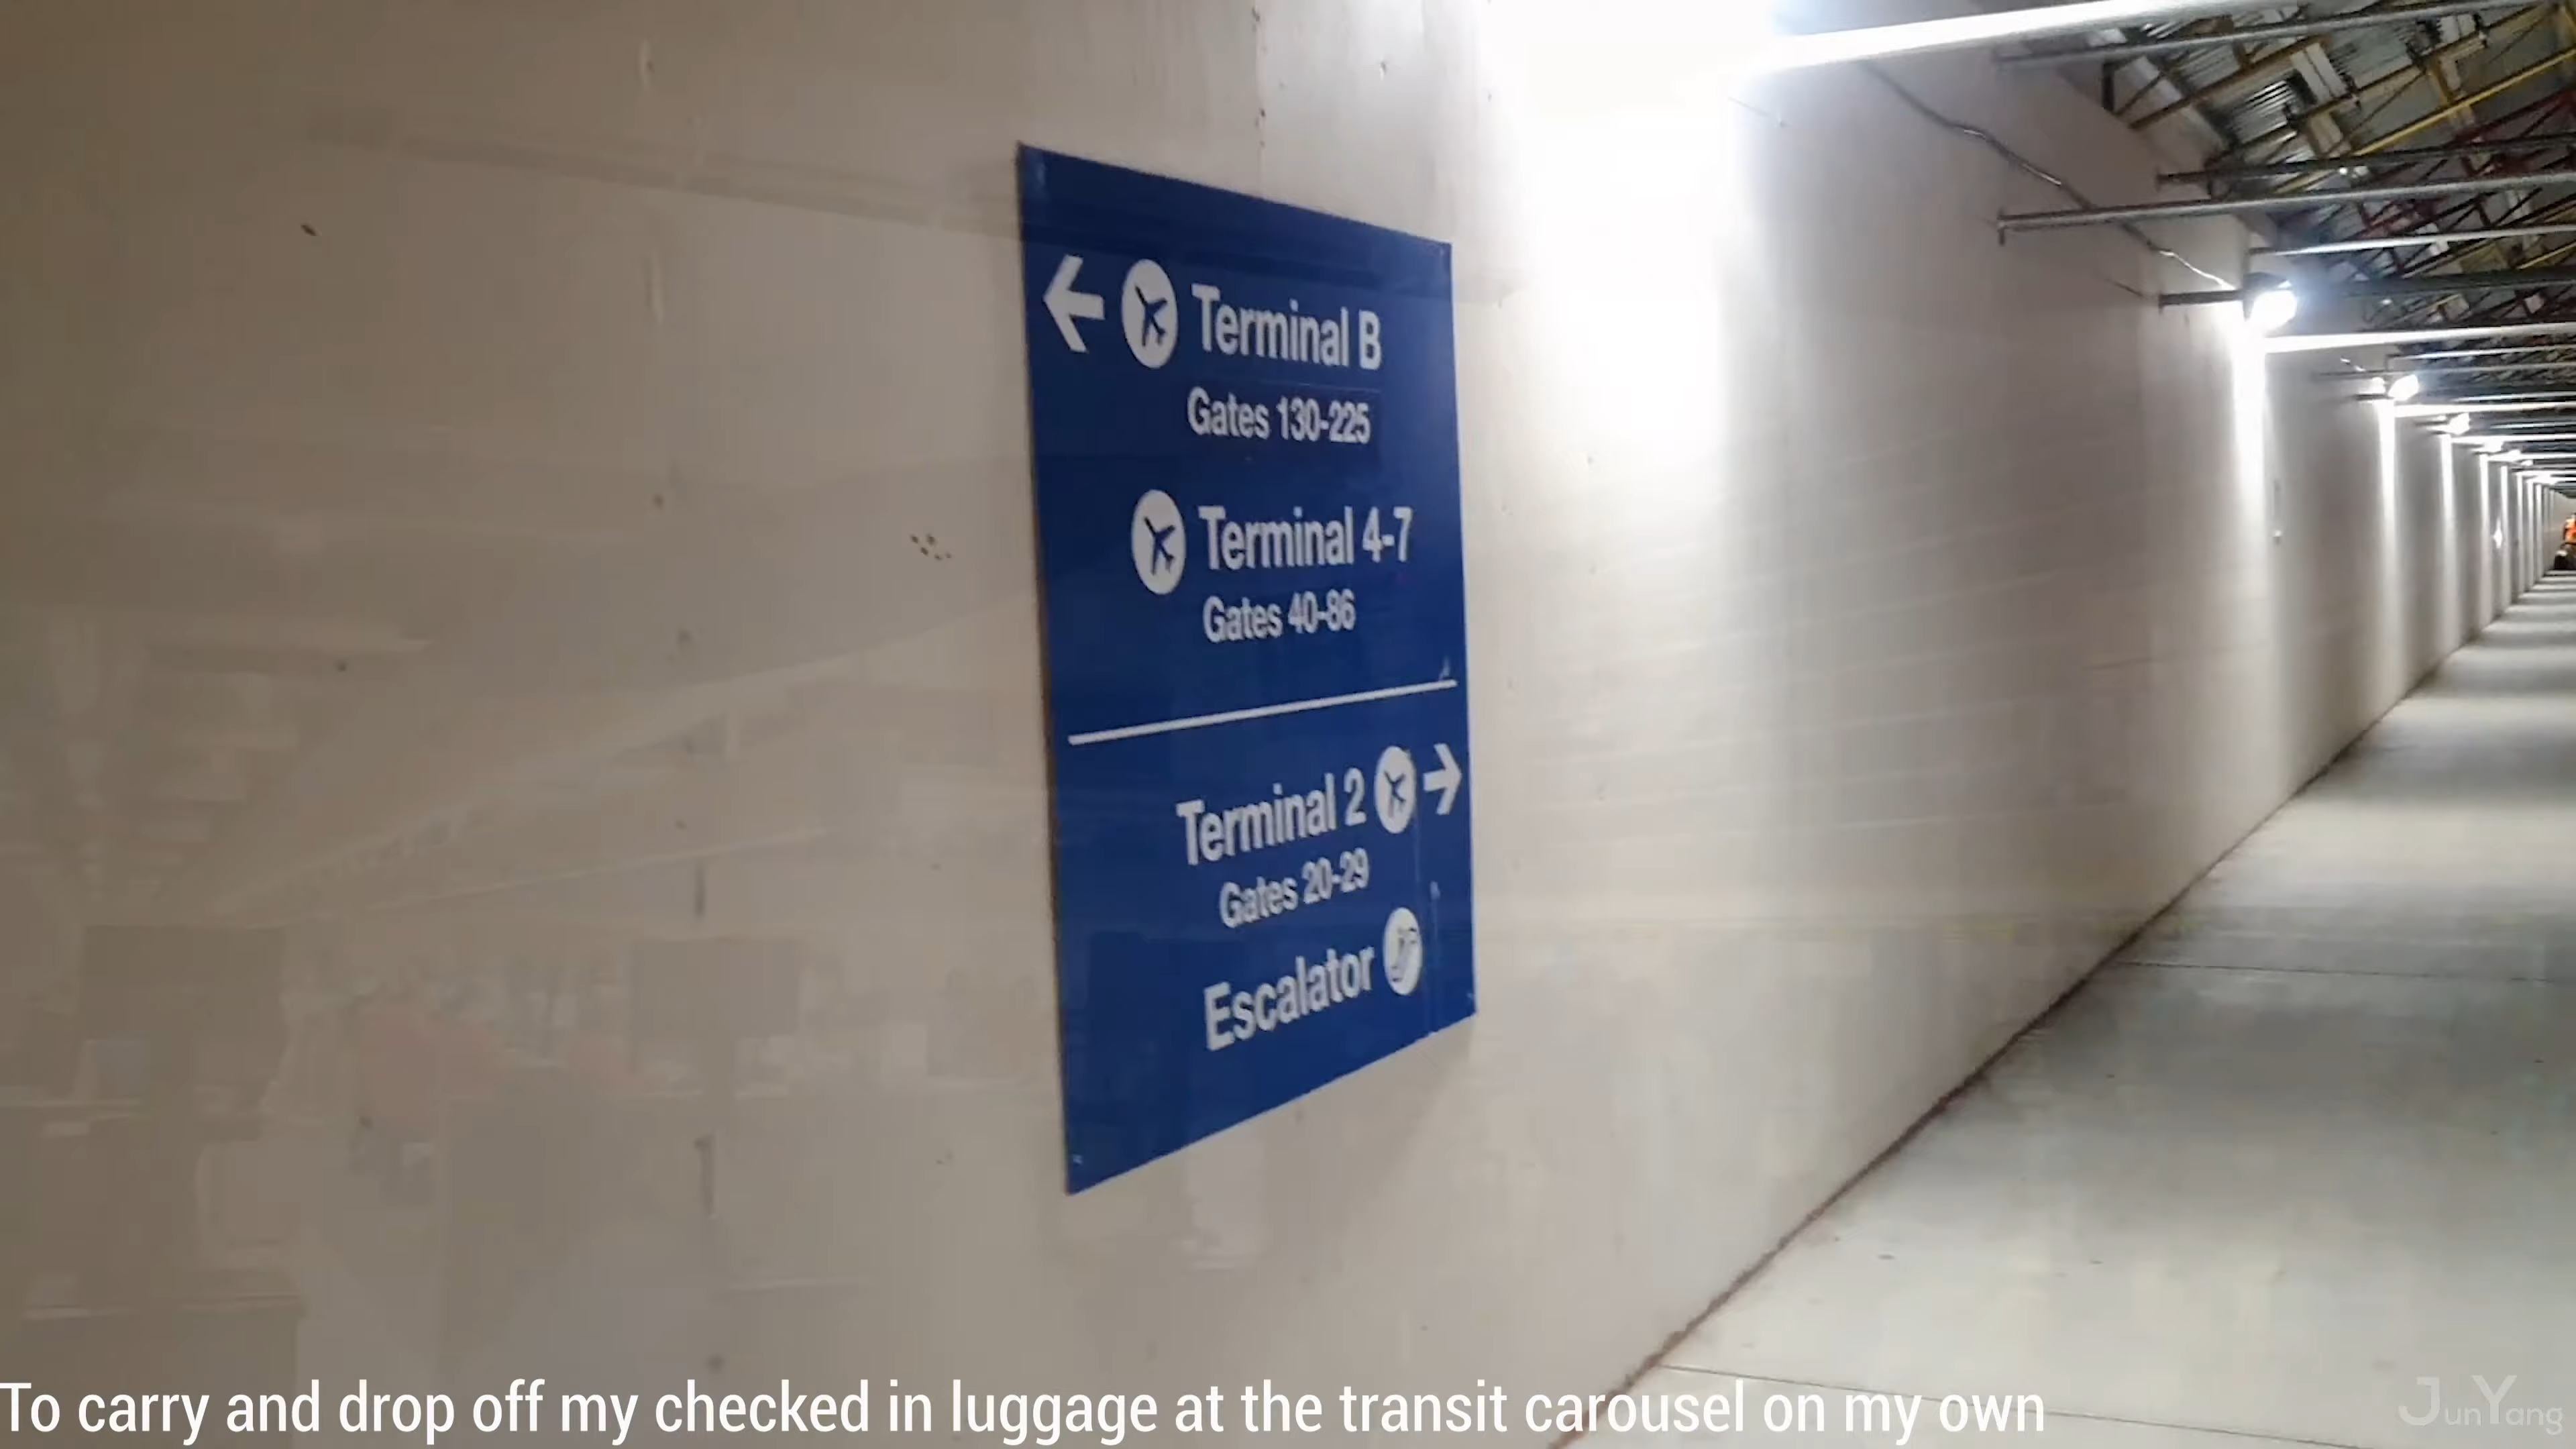 Terminal B
Gates 130-225
Terminal 4-7
Gates 40-86
Terminal 2
Gates 20-29
Escalator
To carry and drop off my checked in luggage at the transit carousel on my own
JunYang